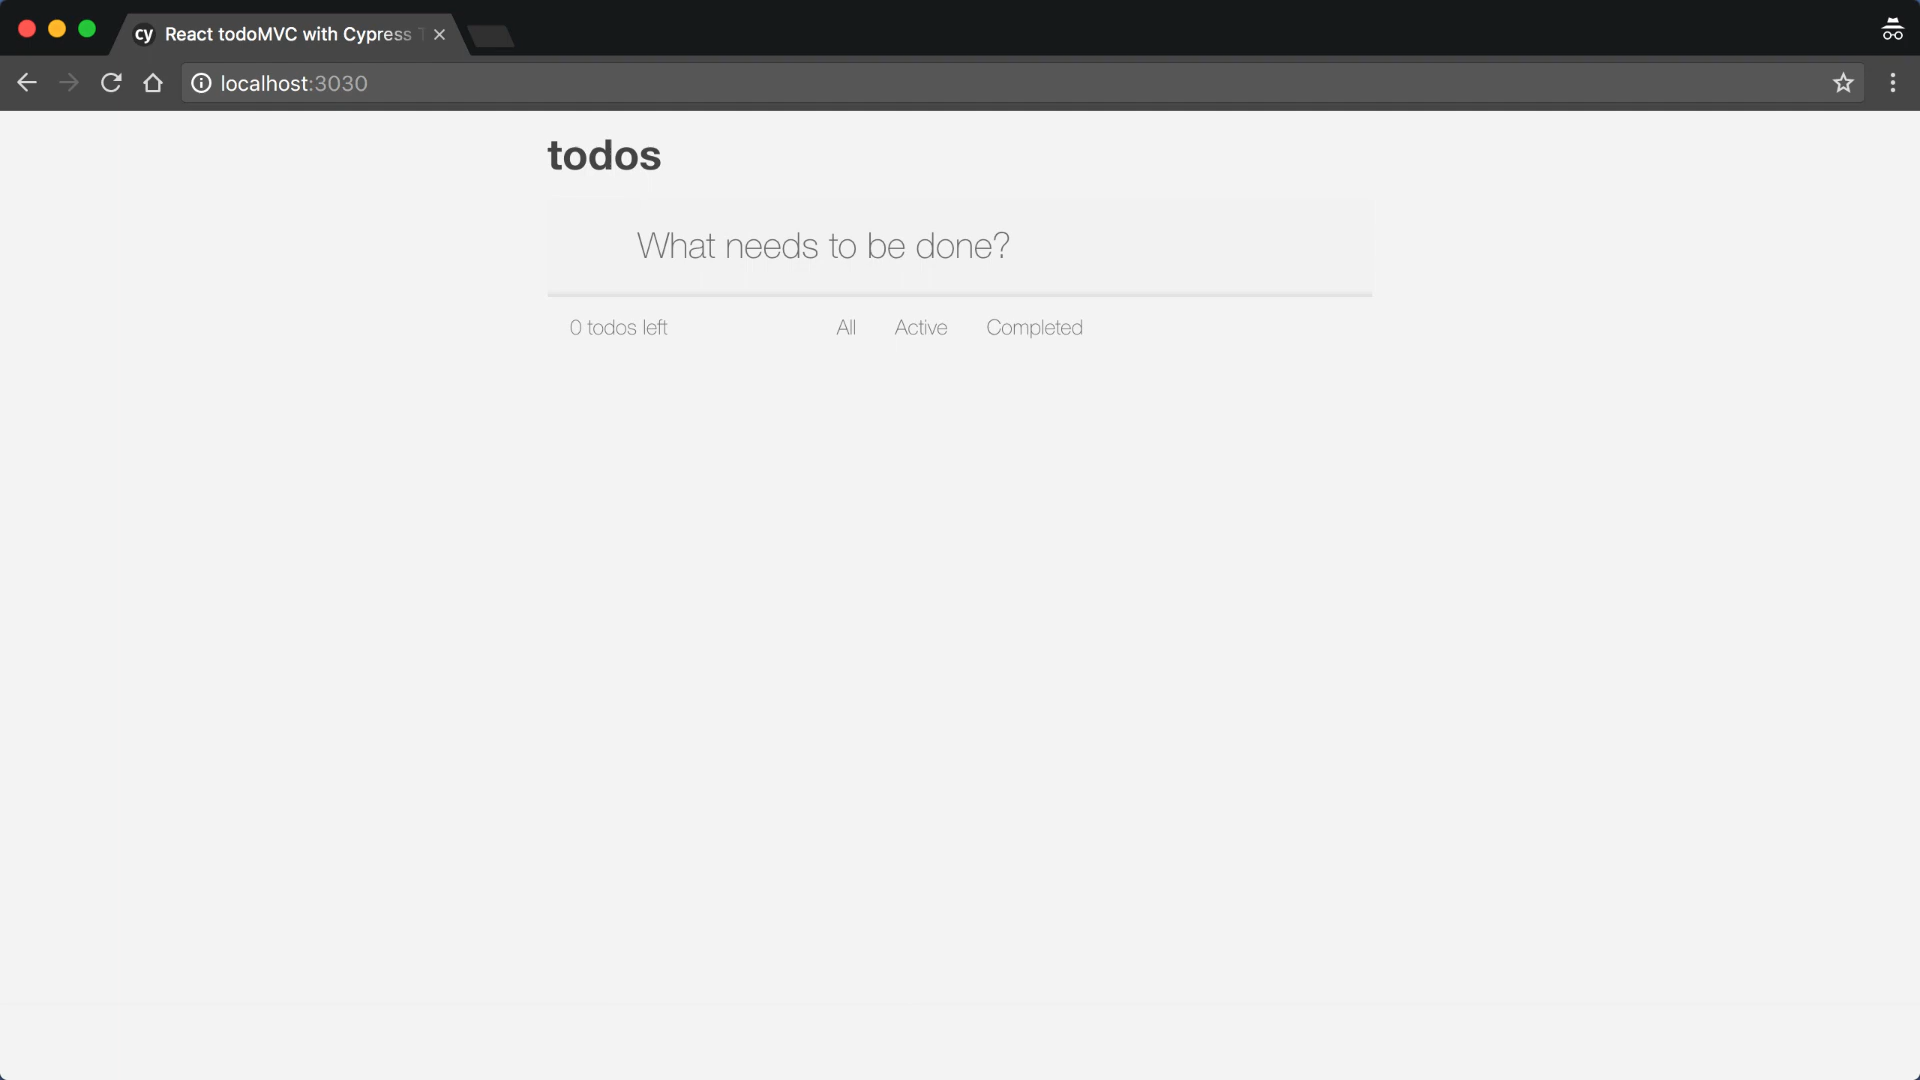 cy React todoMVC with Cypress
localhost:3030
todos
What needs to be done?
0 todos left All Active Completed